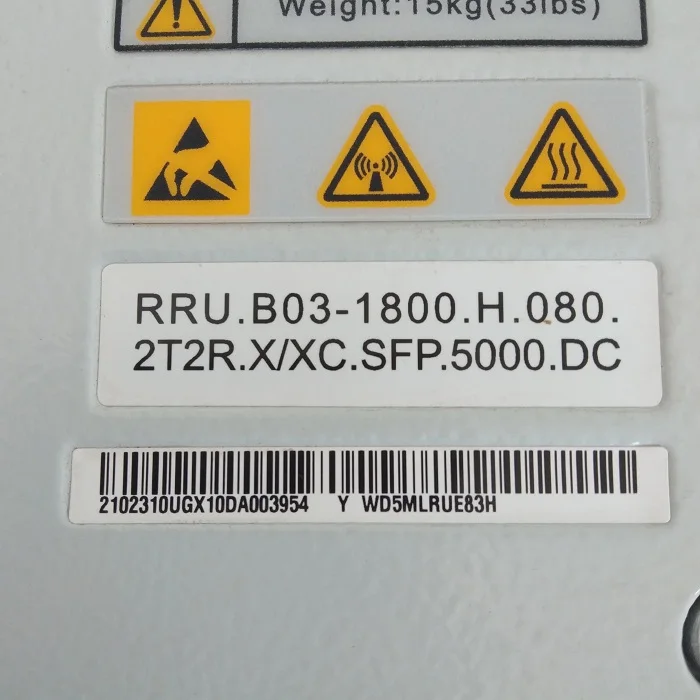 Weight:15kg(33lbs)
RRU.B03-1800.H.080.
2T2R.X/XC.SFP.5000.DC
2102310UGX10DA003954 Y WD5MLRUE83H